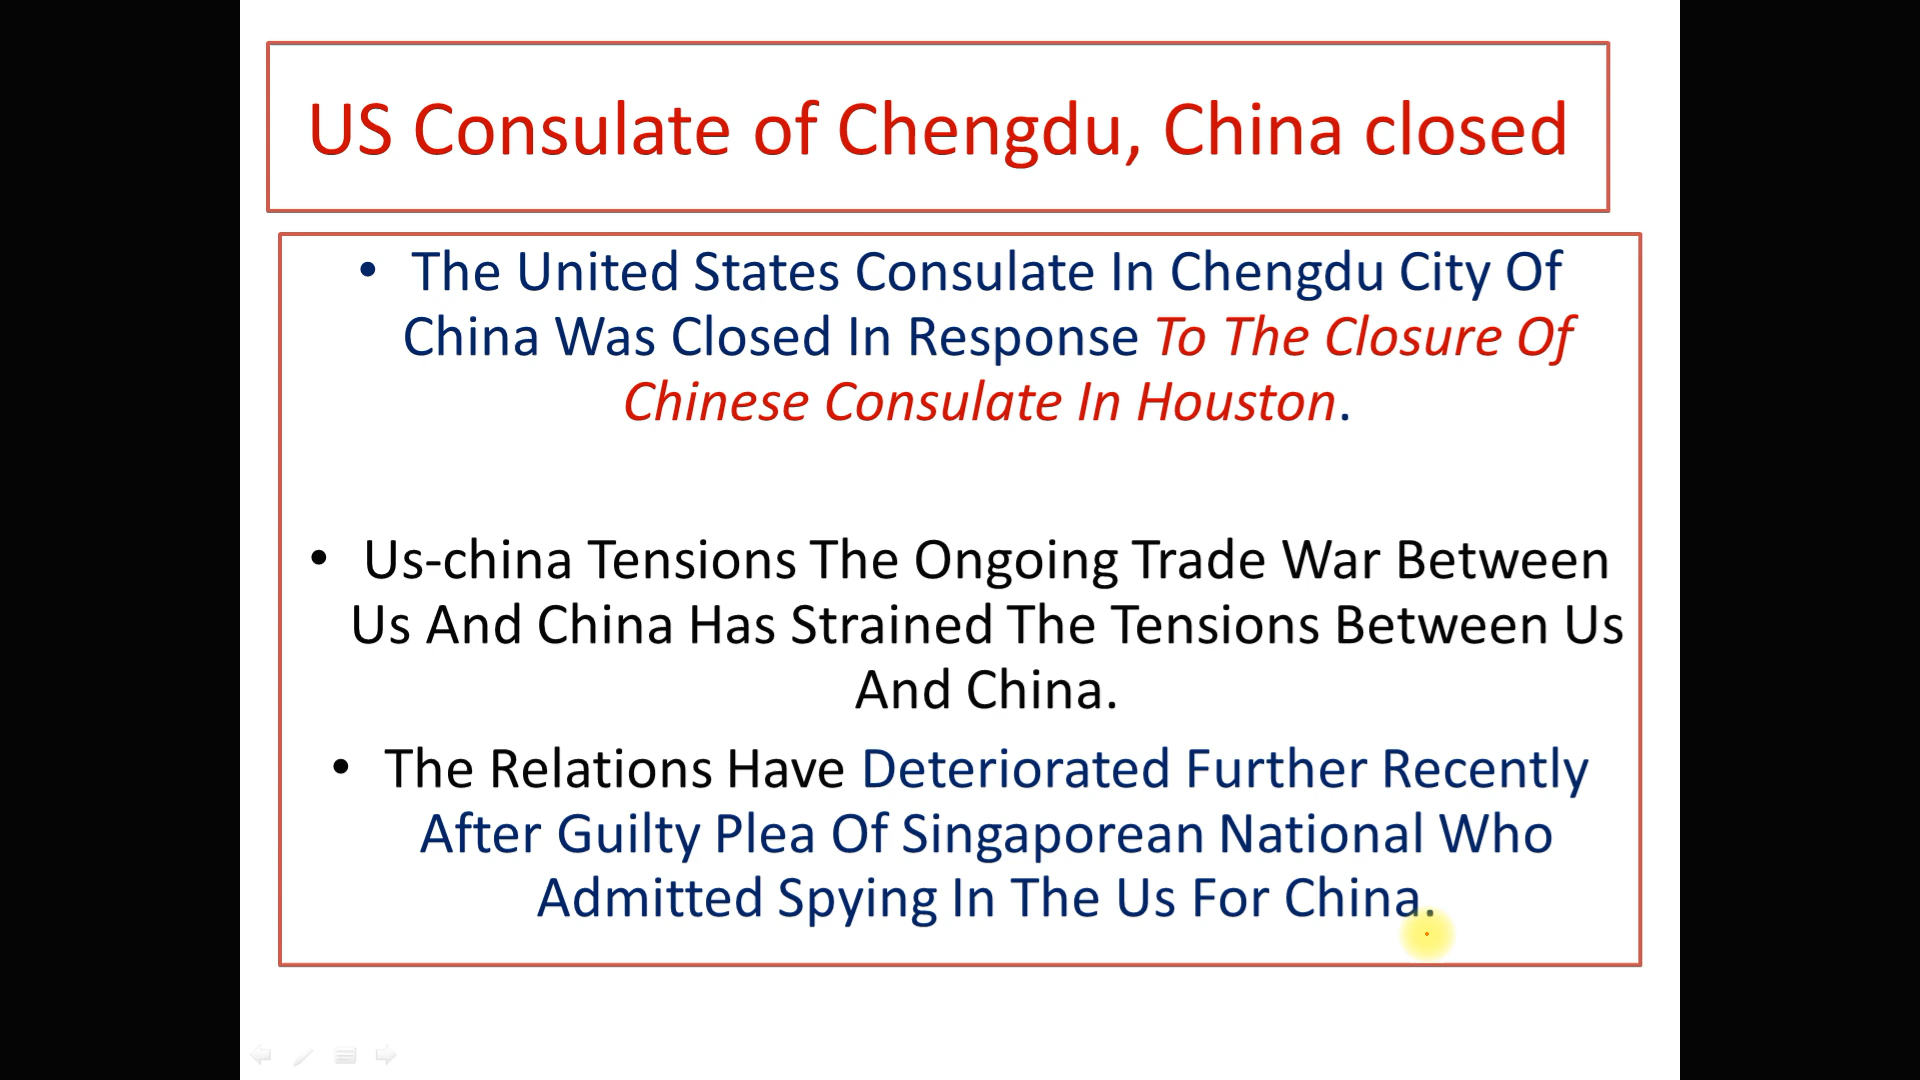 US Consulate of Chengdu, China closed
• The United States Consulate In Chengdu City Of
China Was Closed In Response To The Closure Of
Chinese Consulate In Houston.
• Us-china Tensions The Ongoing Trade War Between
Us And China Has Strained The Tensions Between Us
And China.
• The Relations Have Deteriorated Further Recently
After Guilty Plea Of Singaporean National Who
Admitted Spying In The Us For China.